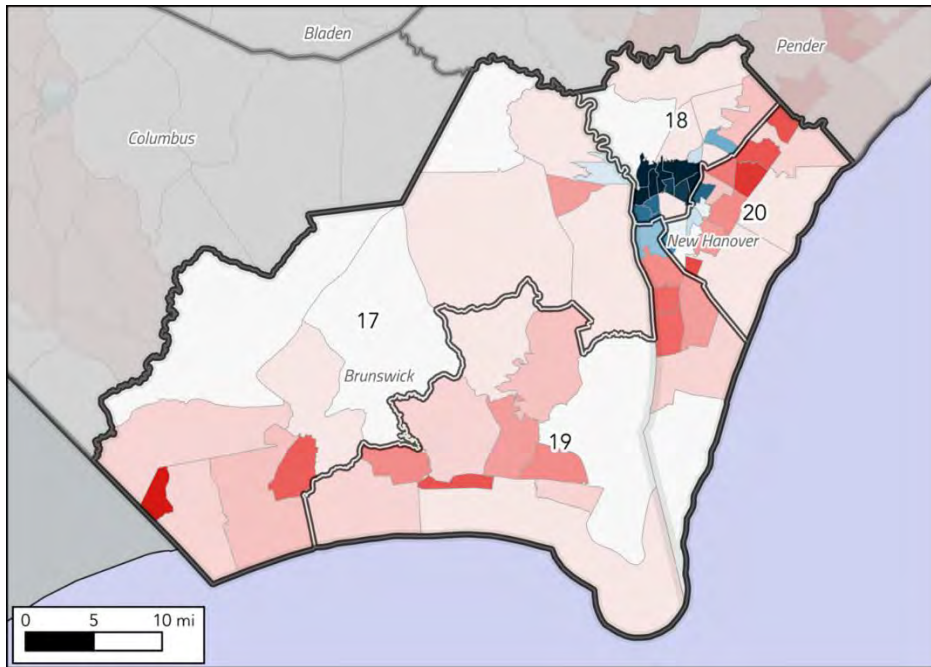 Bladen
Pender
Columbus
18
20
New Hanover
17
Brunswick
19
0 5 10 mi